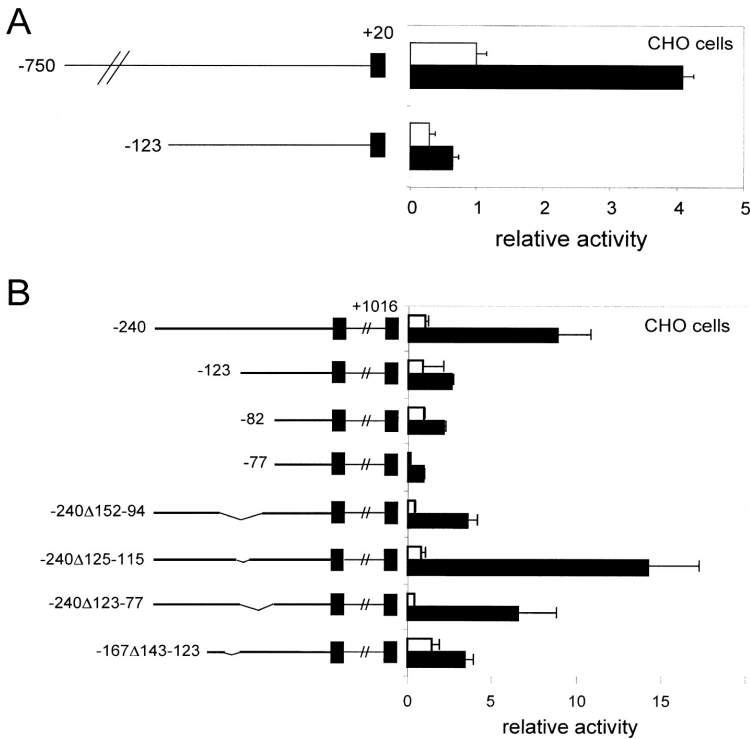 A
+20
CHO cells
-750
-123
0 1 2 3 4 5
relative activity
B
+1016
CHO cells
-240
-123
-82
-77
-240Δ152-94
-240Δ125-115
-240Δ123-77
-167Δ143-123
0 5 10 15
relative activity